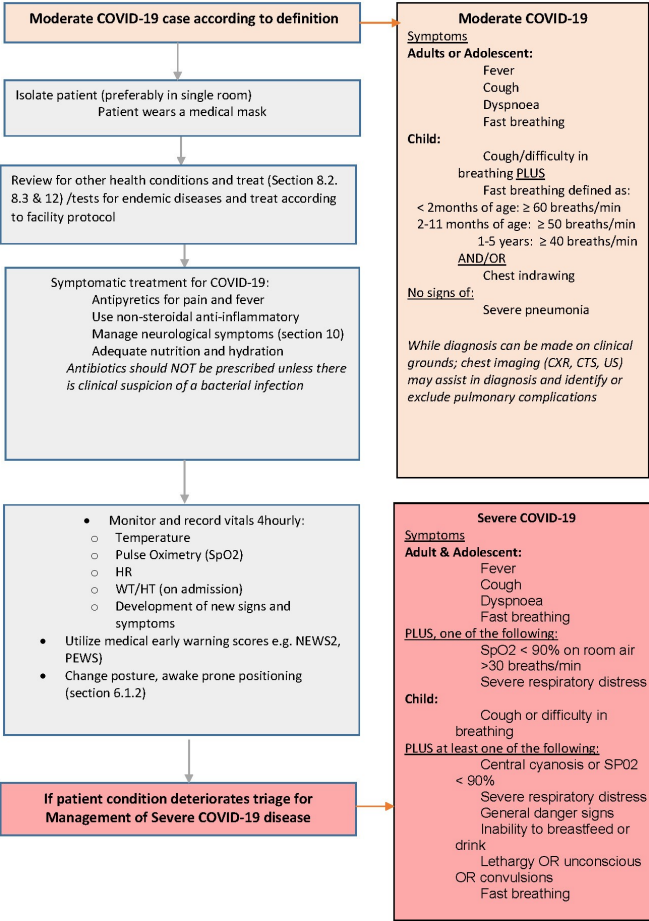 Moderate COVID-19 case according to definition
Isolate patient (preferably in single room)
Patient wears a medical mask
Review for other health conditions and treat (Section 8.2.
8.3 & 12) /tests for endemic diseases and treat according
to facility protocol
Symptomatic treatment for COVID-19:
Antipyretics for pain and fever
Use non-steroidal anti-inflammatory
Manage neurological symptoms (section 10)
Adequate nutrition and hydration
Antibiotics should NOT be prescribed unless there
is clinical suspicion of a bacterial infection
• Monitor and record vitals 4hourly:
o Temperature
o Pulse Oximetry (SpO2)
o HR
o WT/HT (on admission)
o Development of new signs and
symptoms
• Utilize medical early warning scores e.g. NEWS2,
PEWS)
• Change posture, awake prone positioning
(section 6.1.2)
If patient condition deteriorates triage for
Management of Severe COVID-19 disease
Moderate COVID-19
Symptoms
Adults or Adolescent:
Fever
Cough
Dyspnoea
Fast breathing
Child:
Cough/difficulty in
breathing PLUS
Fast breathing defined as:
< 2months of age: ≥ 60 breaths/min
2-11 months of age: ≥ 50 breaths/min
1-5 years: ≥ 40 breaths/min
AND/OR
Chest indrawing
No signs of:
Severe pneumonia
While diagnosis can be made on clinical
grounds; chest imaging (CXR, CTS, US)
may assist in diagnosis and identify or
exclude pulmonary complications
Severe COVID-19
Symptoms
Adult & Adolescent:
Fever
Cough
Dyspnoea
Fast breathing
PLUS, one of the following:
SpO2 < 90% on room air
>30 breaths/min
Severe respiratory distress
Child:
Cough or difficulty in
breathing
PLUS at least one of the following:
Central cyanosis or SP02
< 90%
Severe respiratory distress
General danger signs
Inability to breastfeed or
drink
Lethargy OR unconscious
OR convulsions
Fast breathing